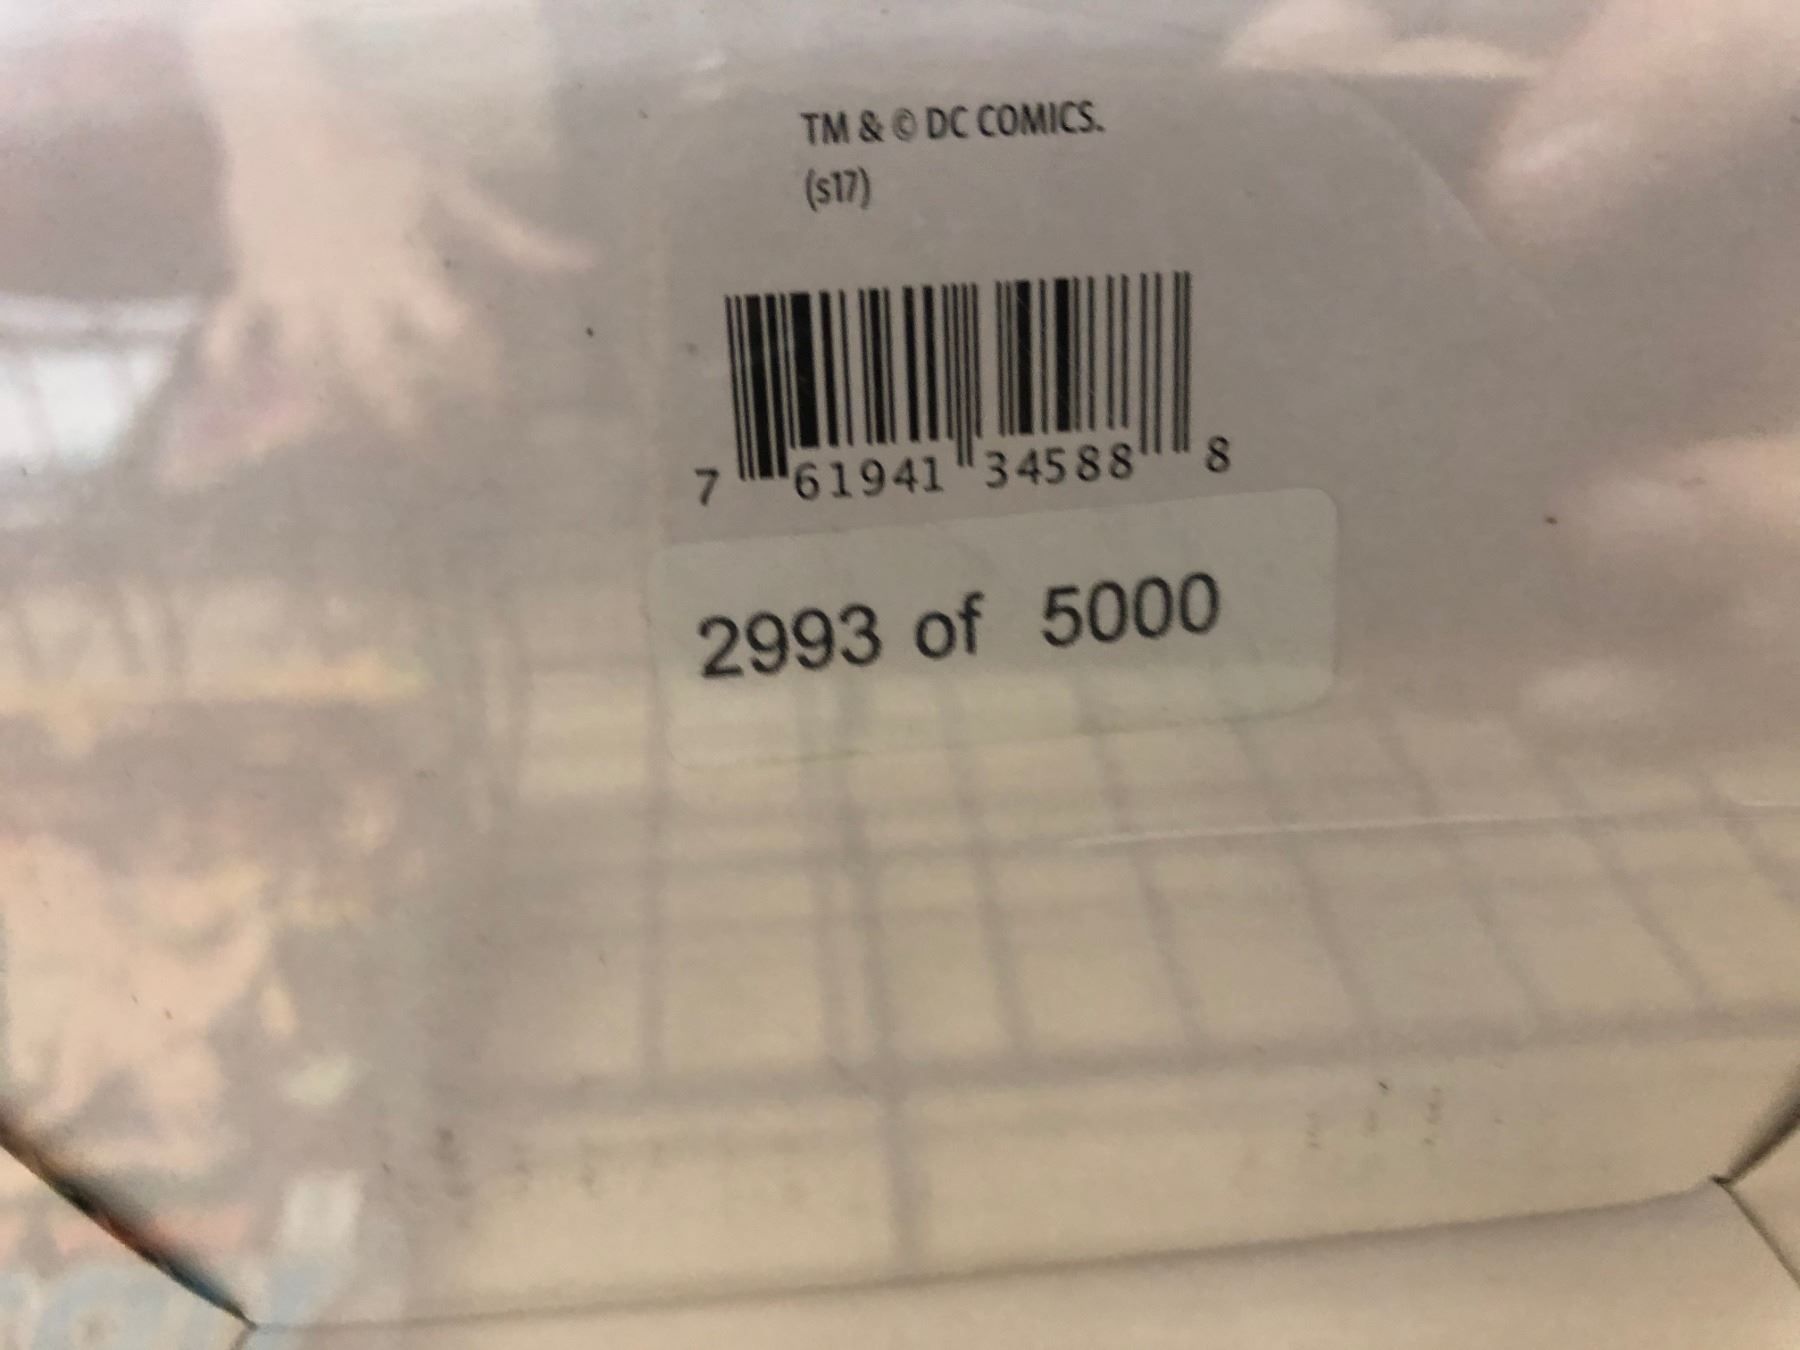 TM & © DC COMICS.
(s17)
7 61941 34588 8
2993 of 5000